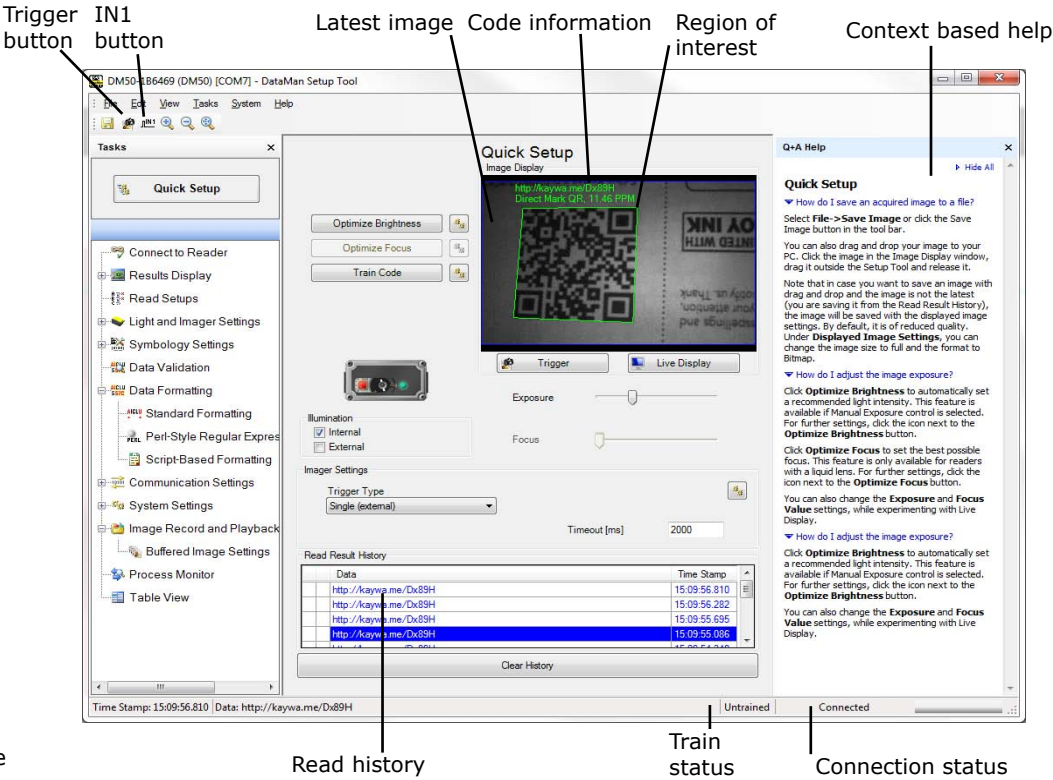 Trigger
button
IN1
button
Latest image
Code information
Region of
interest
Context based help
DM50-1B6469 (DM50) [COM7] - DataMan Setup Tool
File Edit View Tasks System Help
IN1
Tasks
Quick Setup
Connect to Reader
Results Display
Read Setups
Light and Imager Settings
Symbology Settings
Data Validation
Data Formatting
Standard Formatting
Perl-Style Regular Expres
Script-Based Formatting
Communication Settings
System Settings
Image Record and Playback
Buffered Image Settings
Process Monitor
Table View
Quick Setup
Image Display
http://kaywa.me/Dx89H
Direct Mark QR, 11.46 PPM
Optimize Brightness
Optimize Focus
Train Code
Trigger
Live Display
Exposure
Focus
Illumination
Internal
External
Imager Settings
Trigger Type
Single (external)
Timeout [ms] 2000
Read Result History
Data Time Stamp
http://kaywa.me/Dx89H 15:09:56.810
http://kaywa.me/Dx89H 15:09:56.282
http://kaywa.me/Dx89H 15:09:55.695
http://kaywa.me/Dx89H 15:09:55.086
Clear History
Q+A Help
Hide All
Quick Setup
How do I save an acquired image to a file?
Select File->Save Image or click the Save
Image button in the tool bar.
You can also drag and drop your image to your
PC. Click the image in the Image Display window,
drag it outside the Setup Tool and release it.
Note that in case you want to save an image with
drag and drop and the image is not the latest
(you are saving it from the Read Result History),
the image will be saved with the displayed image
settings. By default, it is of reduced quality.
Under Displayed Image Settings, you can
change the image size to full and the format to
Bitmap.
How do I adjust the image exposure?
Click Optimize Brightness to automatically set
a recommended light intensity. This feature is
available if Manual Exposure control is selected.
For further settings, click the icon next to the
Optimize Brightness button.
Click Optimize Focus to set the best possible
focus. This feature is only available for readers
with a liquid lens. For further settings, click the
icon next to the Optimize Focus button.
You can also change the Exposure and Focus
Value settings, while experimenting with Live
Display.
How do I adjust the image exposure?
Click Optimize Brightness to automatically set
a recommended light intensity. This feature is
available if Manual Exposure control is selected.
For further settings, click the icon next to the
Optimize Brightness button.
You can also change the Exposure and Focus
Value settings, while experimenting with Live
Display.
Time Stamp: 15:09:56.810 Data: http://kaywa.me/Dx89H
Untrained
Connected
e
Read history
Train
status
Connection status